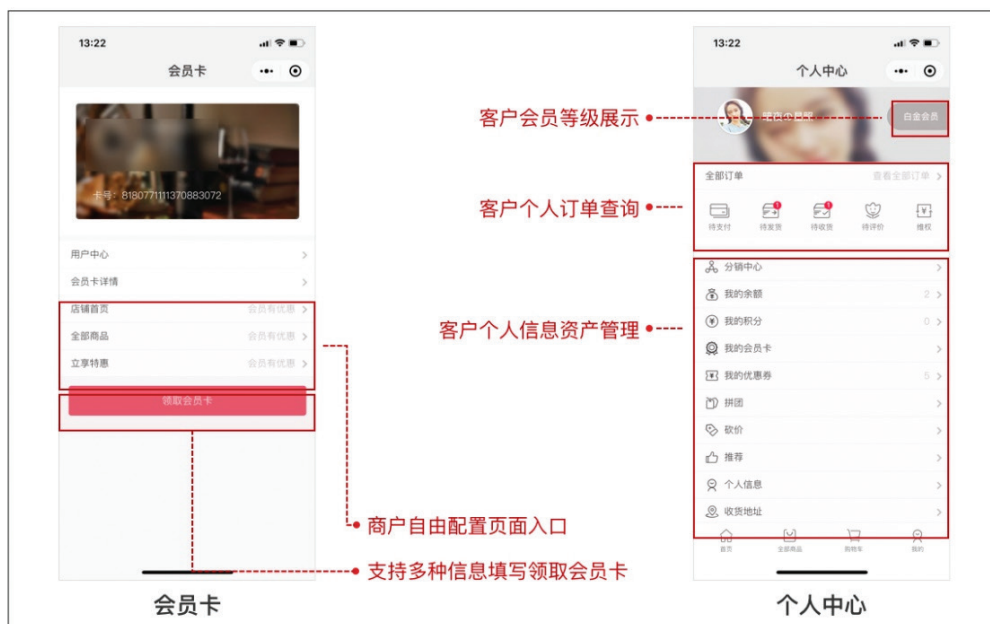 13:22
会员卡
卡号：8180771111370883072
用户中心
会员卡详情
店铺首页 会员有优惠
全部商品 会员有优惠
立享特惠 会员有优惠
领取会员卡
商户自由配置页面入口
支持多种信息填写领取会员卡
会员卡
客户会员等级展示
客户个人订单查询
客户个人信息资产管理
13:22
个人中心
白金会员
全部订单 查看全部订单
1 1
待支付 待发货 待收货 待评价 维权
分销中心
我的余额 2
我的积分 0
我的会员卡
我的优惠券 5
拼团
砍价
推荐
个人信息
收货地址
首页 全部商品 购物车 我的
个人中心